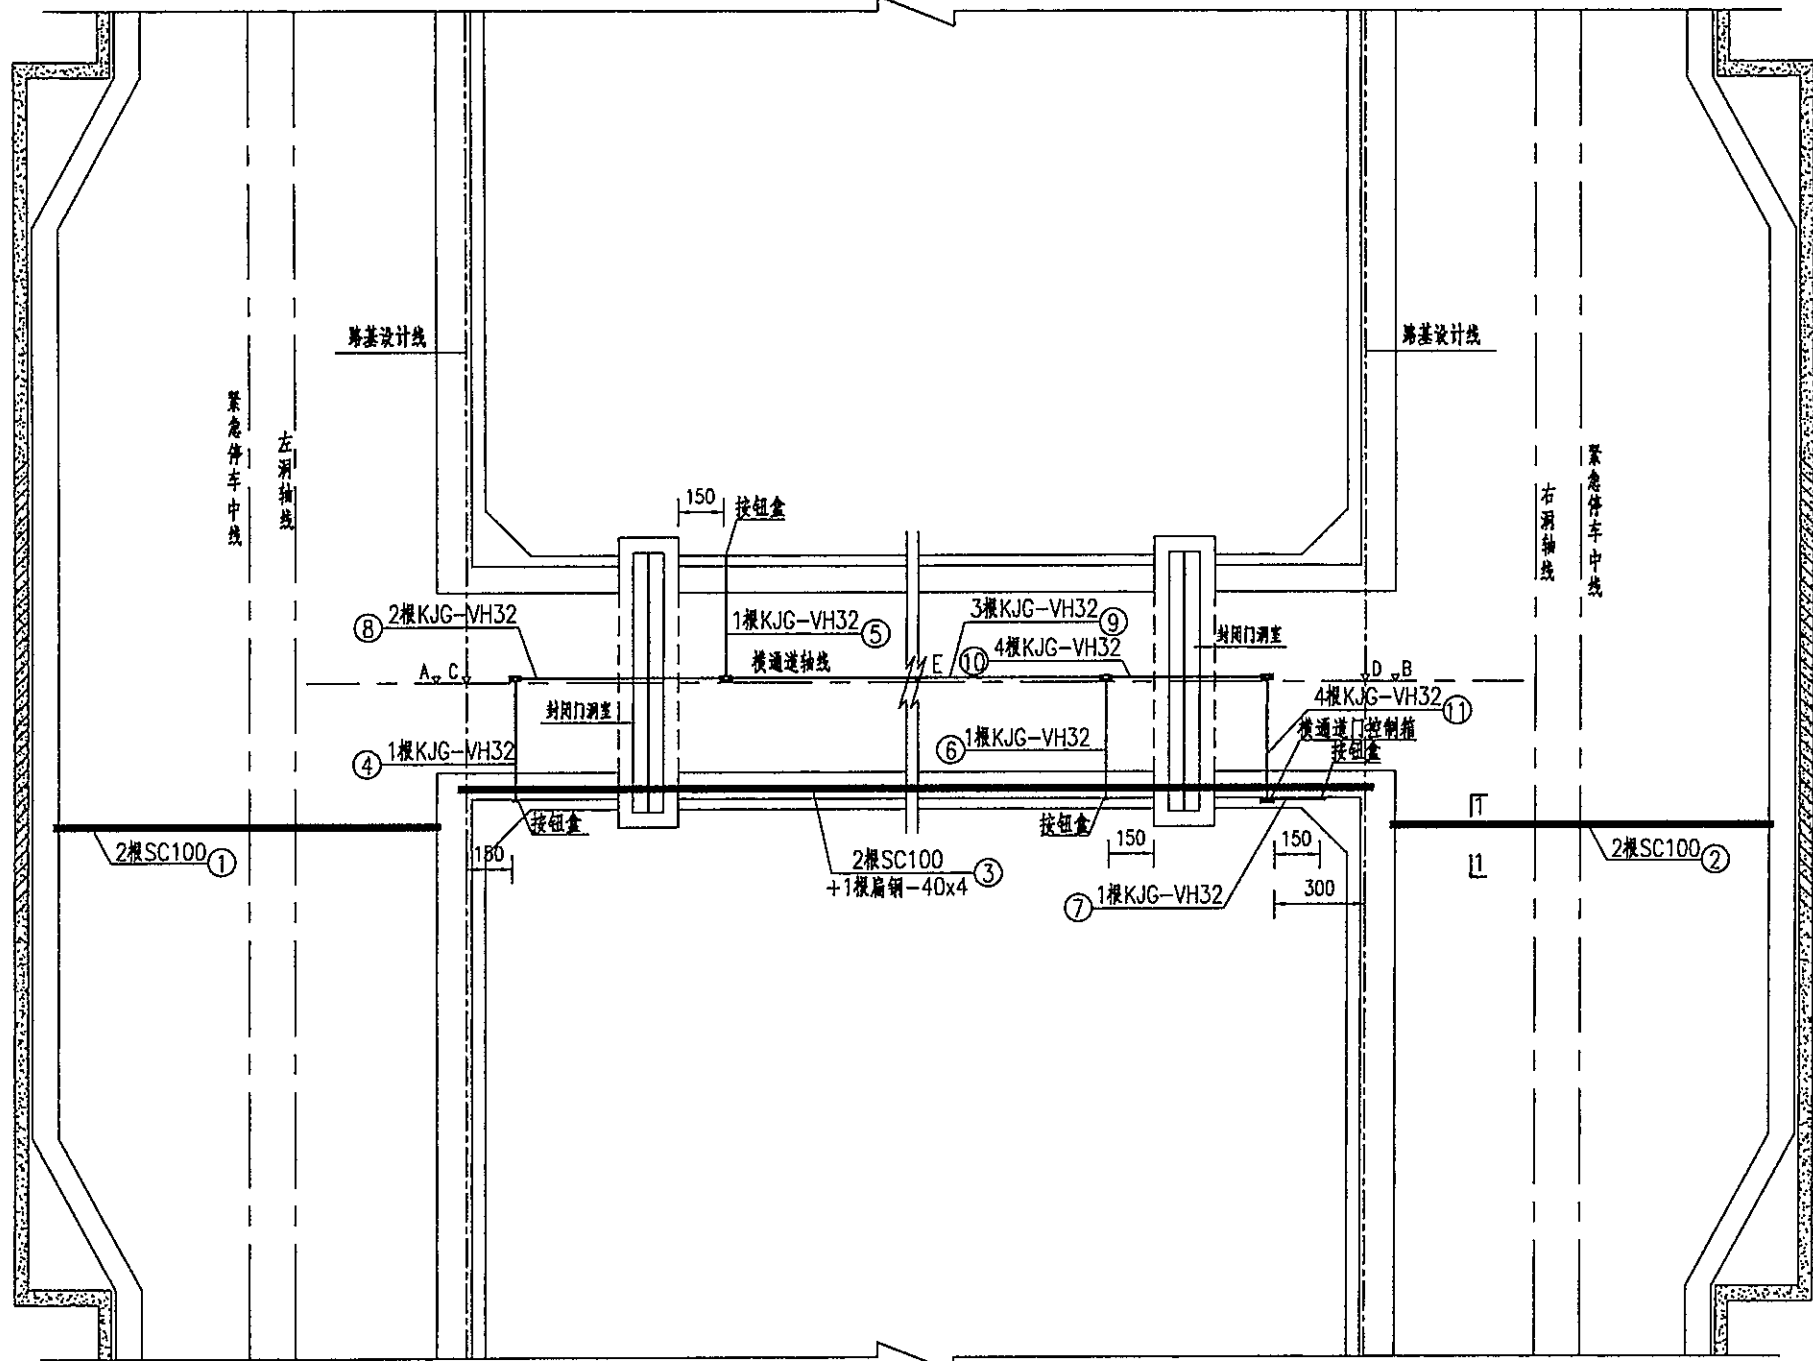 路基设计线
路基设计线
紧急停车中线
左洞轴线
右洞轴线
紧急停车中线
150
按钮盒
⑧
2根KJG-VH32
1根KJG-VH32
⑤
3根KJG-VH32
⑨
⑩
4根KJG-VH32
封闭门洞室
横通道轴线
A
C
E
D
B
封闭门洞室
4根KJG-VH32
⑪
横通道门控制箱
按钮盒
④
1根KJG-VH32
⑥
1根KJG-VH32
按钮盒
按钮盒
1
1
2根SC100
①
150
2根SC100
+1根扁钢-40x4
③
150
150
2根SC100
②
300
⑦
1根KJG-VH32